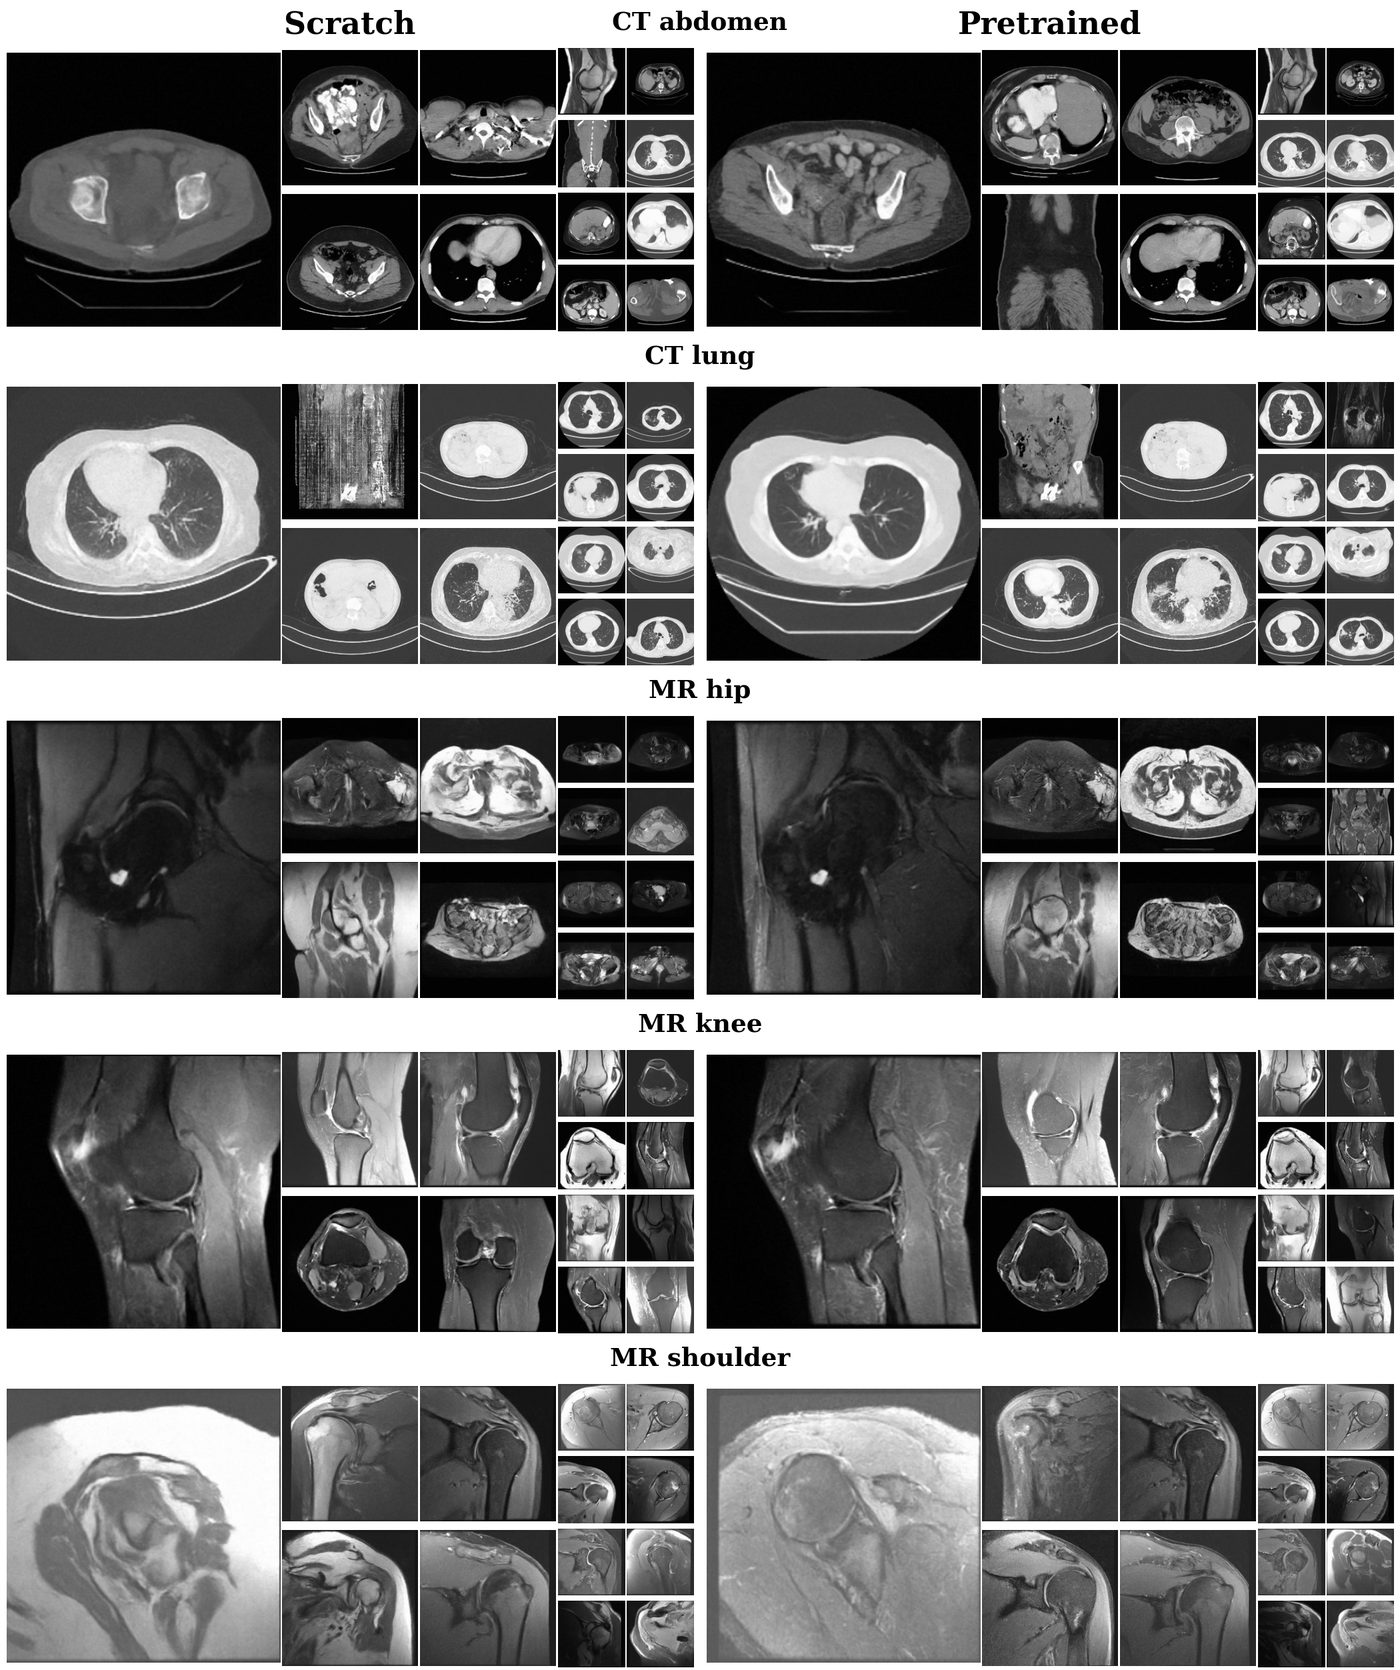 Scratch
CT abdomen
Pretrained
CT lung
MR hip
MR knee
MR shoulder